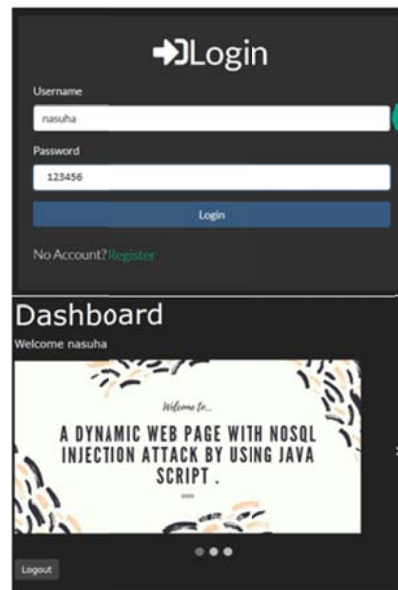 Login
Username
nasuha
Password
123456
Login
No Account? Register
Dashboard
Welcome nasuha
Welcome to...
A DYNAMIC WEB PAGE WITH NOSQL
INJECTION ATTACK BY USING JAVA
SCRIPT .
2020
Logout